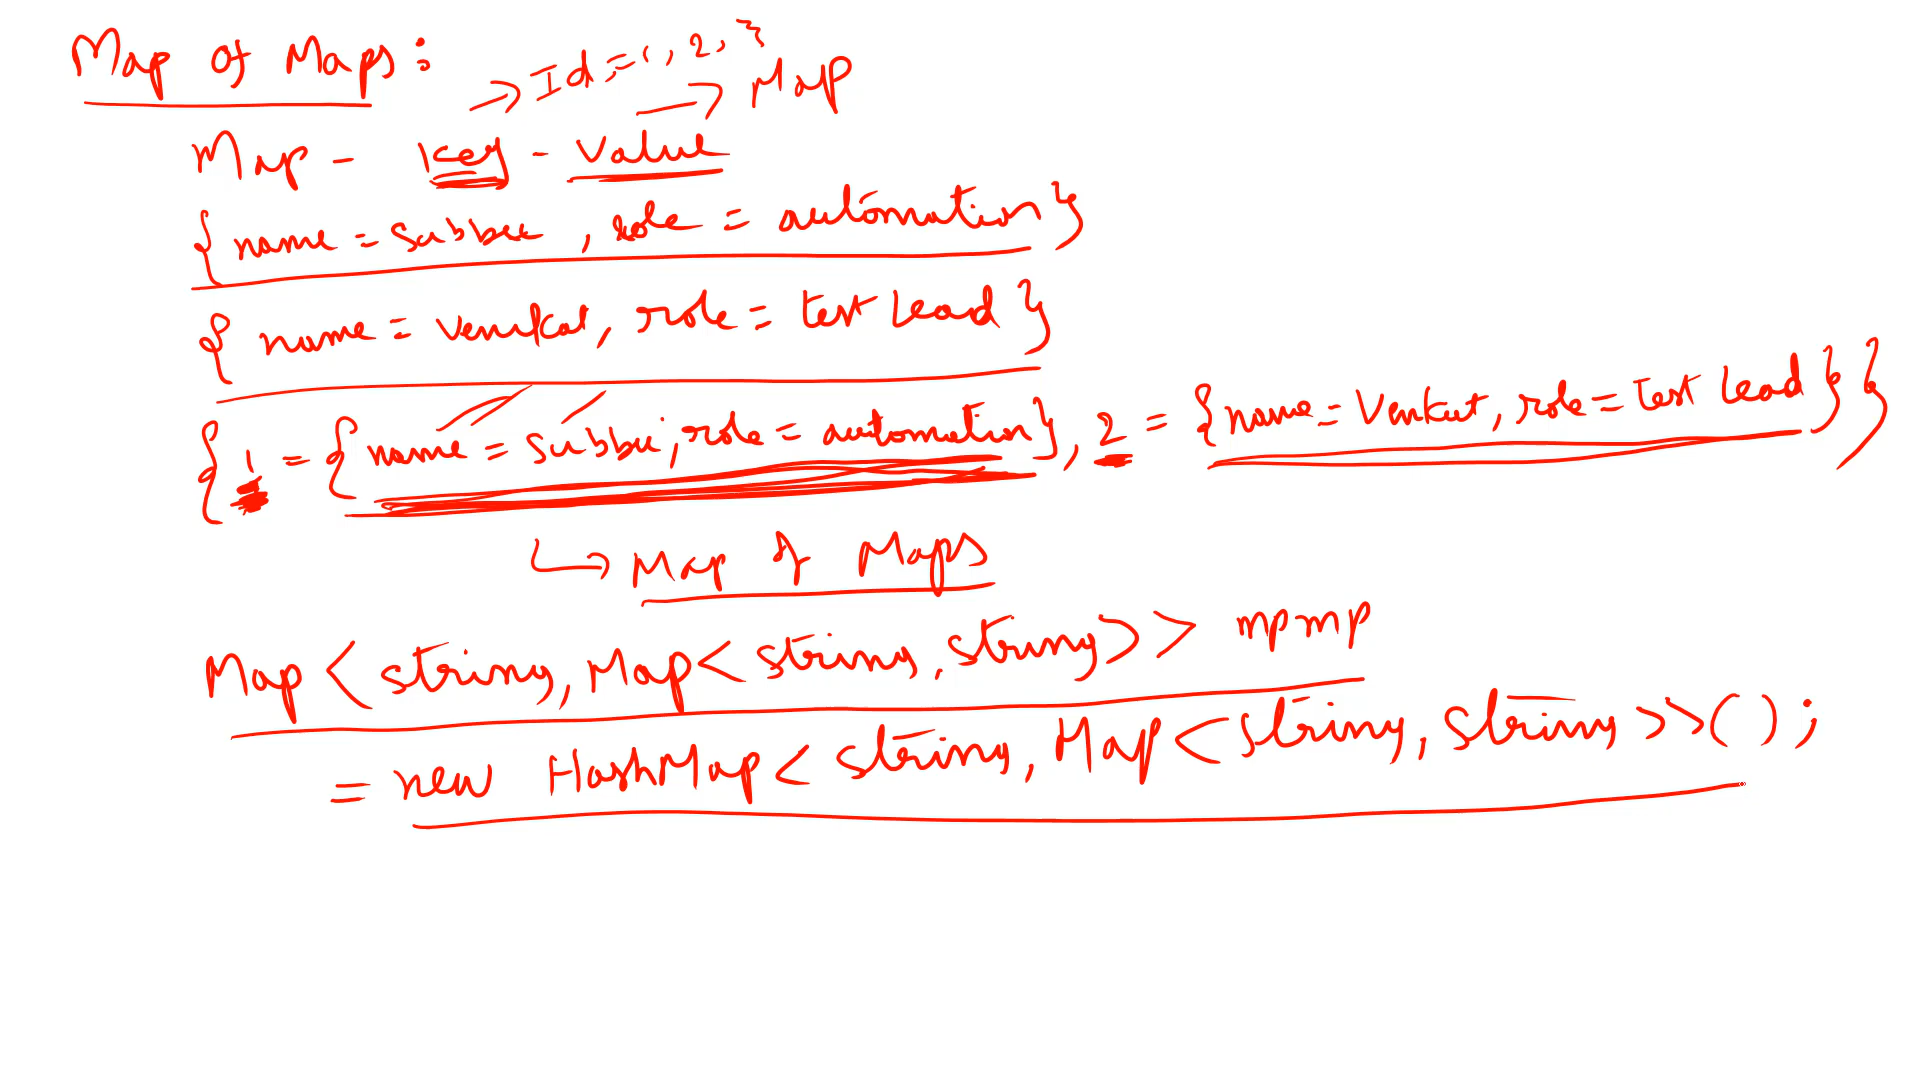 Map of Maps:
→ Id = 1, 2, 3
→ Map
Map - key - value
{name = subbu, role = automation}
{name = venkat, role = test lead}
{1 = {name = subbu, role = automation}, 2 = {name = Venkat, role = Test lead}}
↳ Map of Maps
Map<string, Map<string, string>> mpmp
= new HashMap<string, Map<string, string>>();